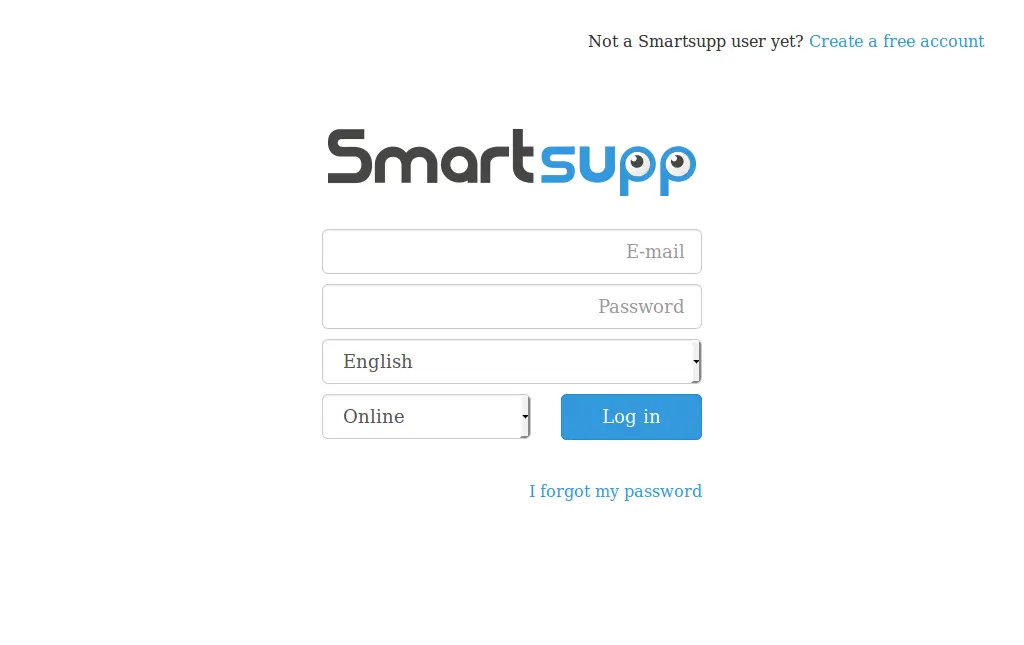 Not a Smartsupp user yet? Create a free account
Smartsupp
E-mail
Password
English
Online
Log in
I forgot my password